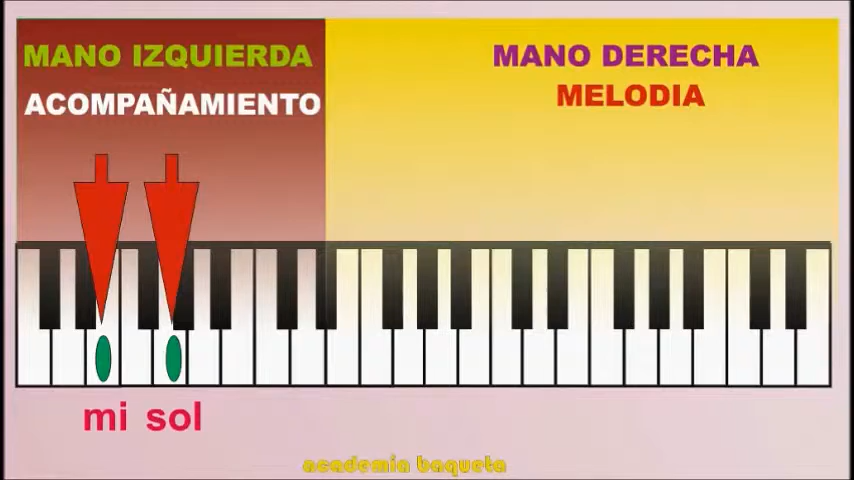 MANO IZQUIERDA
ACOMPAÑAMIENTO
MANO DERECHA
MELODIA
mi sol
academia baqueta